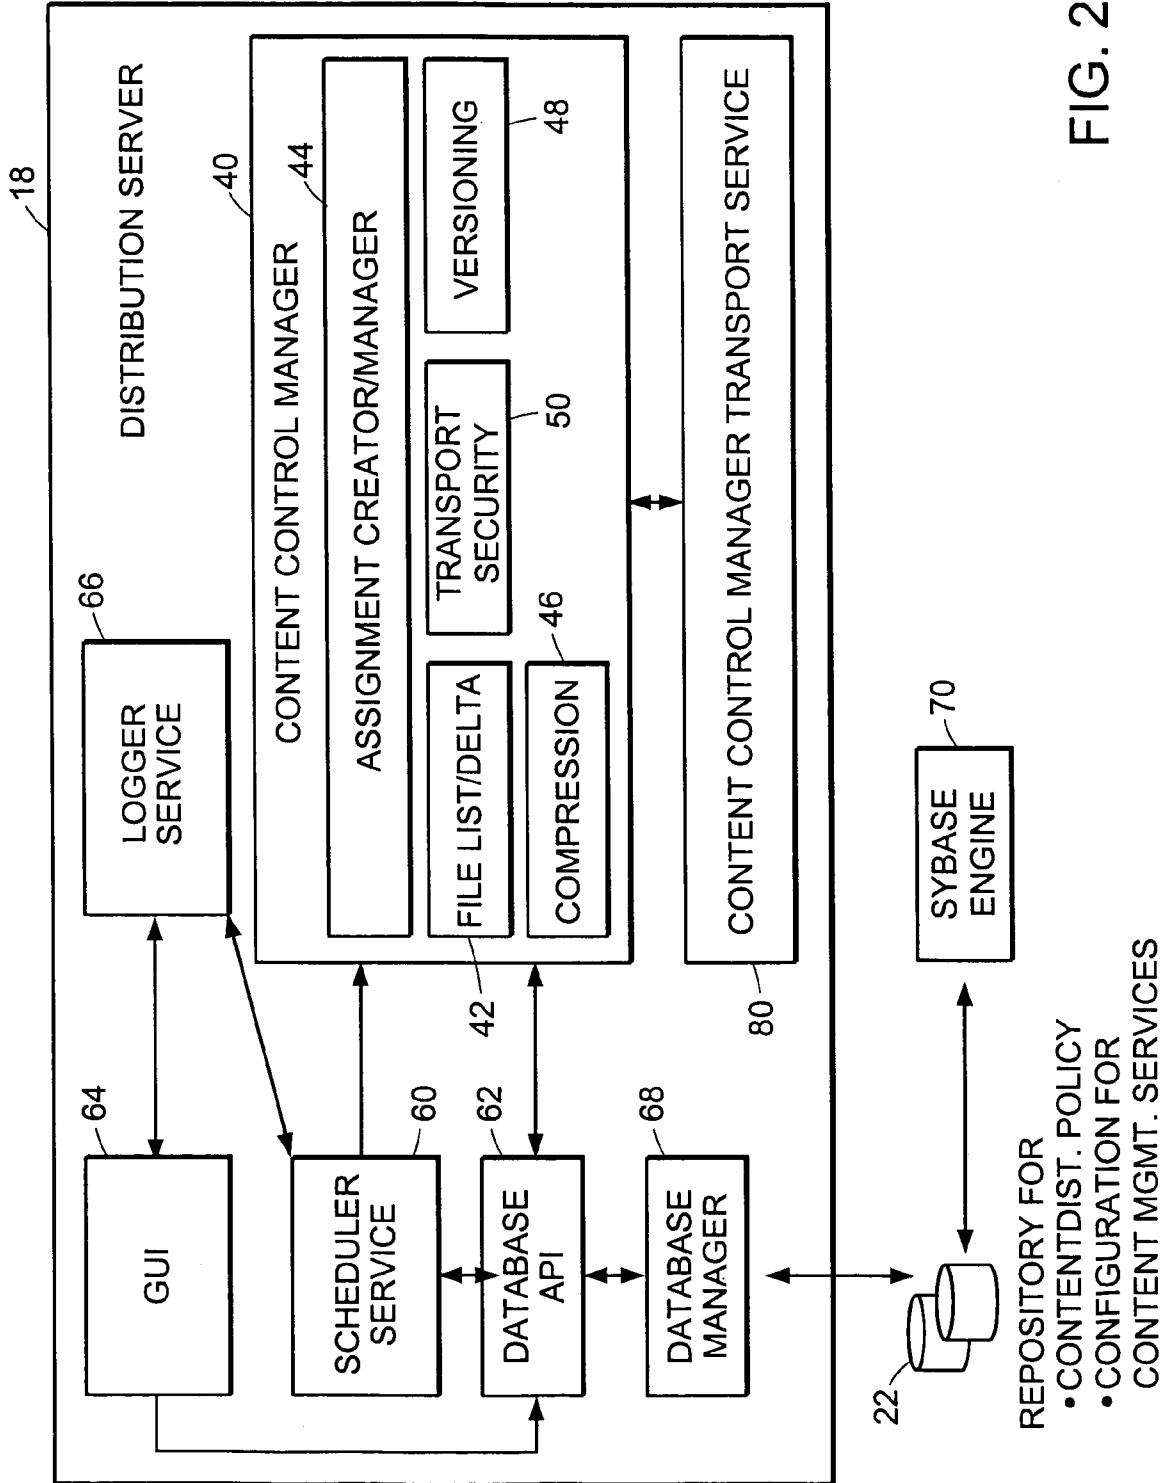 18
DISTRIBUTION SERVER
64
GUI
66
LOGGER
SERVICE
40
CONTENT CONTROL MANAGER
44
ASSIGNMENT CREATOR/MANAGER
60
SCHEDULER
SERVICE
42
FILE LIST/DELTA
TRANSPORT
SECURITY
50
VERSIONING
48
46
COMPRESSION
62
DATABASE
API
68
DATABASE
MANAGER
80
CONTENT CONTROL MANAGER TRANSPORT SERVICE
22
70
SYBASE
ENGINE
REPOSITORY FOR
•CONTENTDIST. POLICY
•CONFIGURATION FOR
CONTENT MGMT. SERVICES
FIG. 2